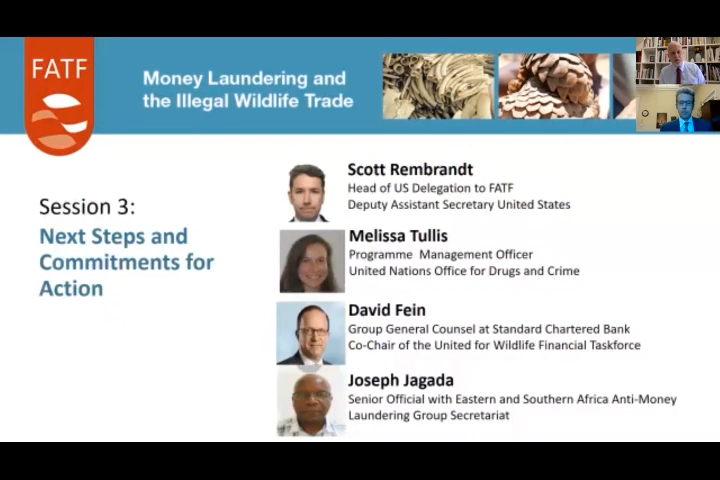 FATF
Money Laundering and
the Illegal Wildlife Trade
Session 3:
Next Steps and
Commitments for
Action
Scott Rembrandt
Head of US Delegation to FATF
Deputy Assistant Secretary United States
Melissa Tullis
Programme Management Officer
United Nations Office for Drugs and Crime
David Fein
Group General Counsel at Standard Chartered Bank
Co-Chair of the United for Wildlife Financial Taskforce
Joseph Jagada
Senior Official with Eastern and Southern Africa Anti-Money
Laundering Group Secretariat